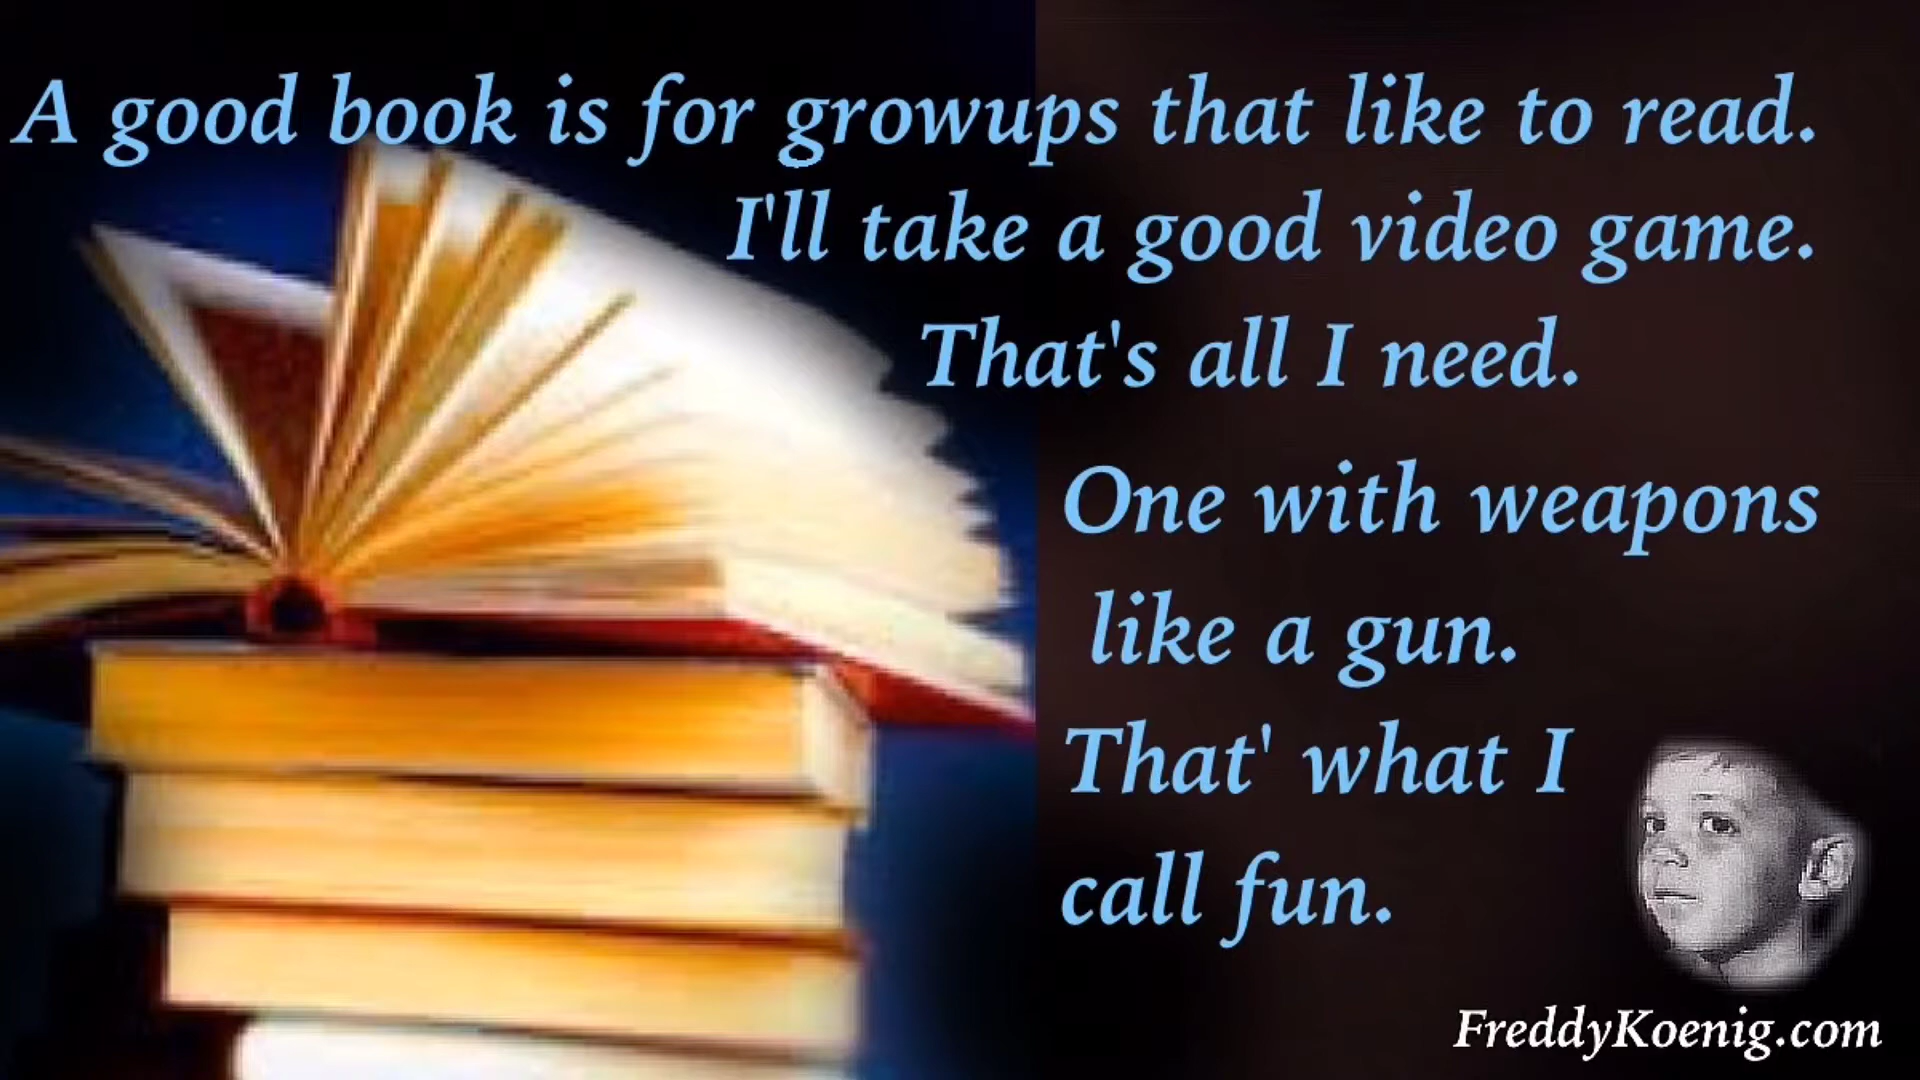 A good book is for growups that like to read.
I'll take a good video game.
That's all I need.
One with weapons
like a gun.
That' what I
call fun.
FreddyKoenig.com